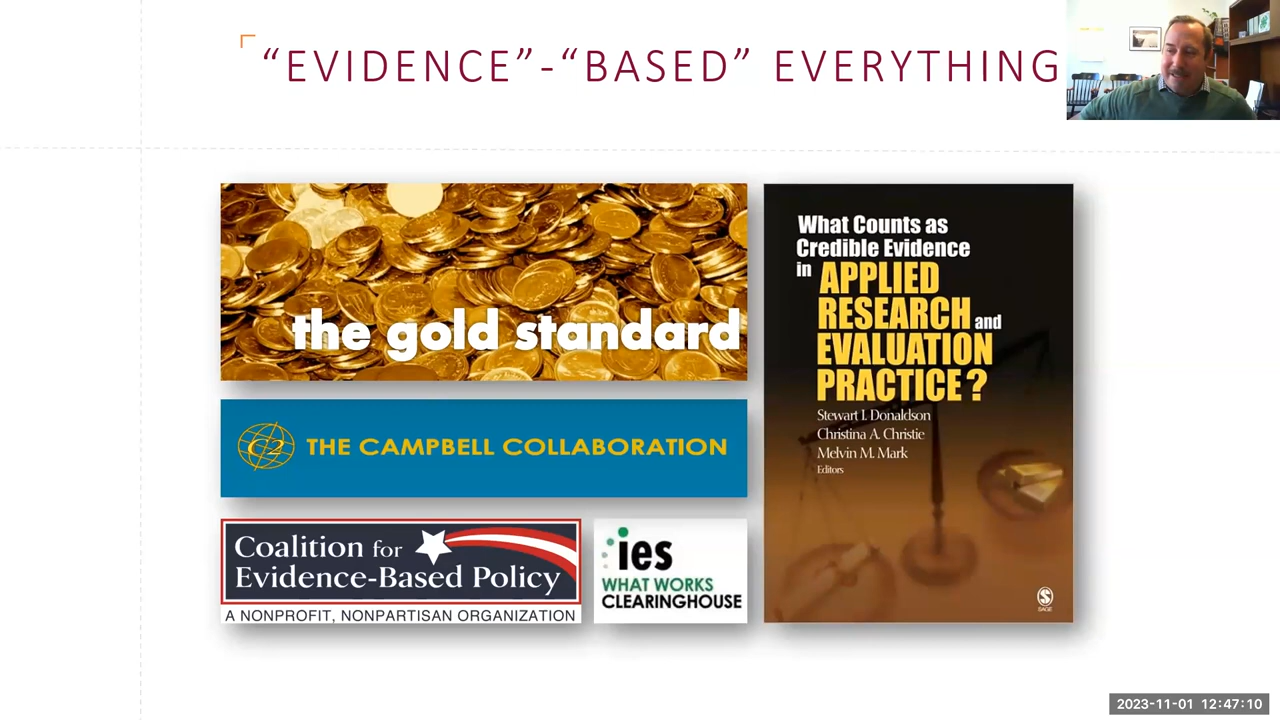 “EVIDENCE”-“BASED” EVERYTHING
the gold standard
C2 THE CAMPBELL COLLABORATION
Coalition for
Evidence-Based Policy
A NONPROFIT, NONPARTISAN ORGANIZATION
ies
WHAT WORKS
CLEARINGHOUSE
What Counts as
Credible Evidence
in APPLIED
RESEARCH and
EVALUATION
PRACTICE?
Stewart I. Donaldson
Christina A. Christie
Melvin M. Mark
Editors
S
SAGE
2023-11-01 12:47:10